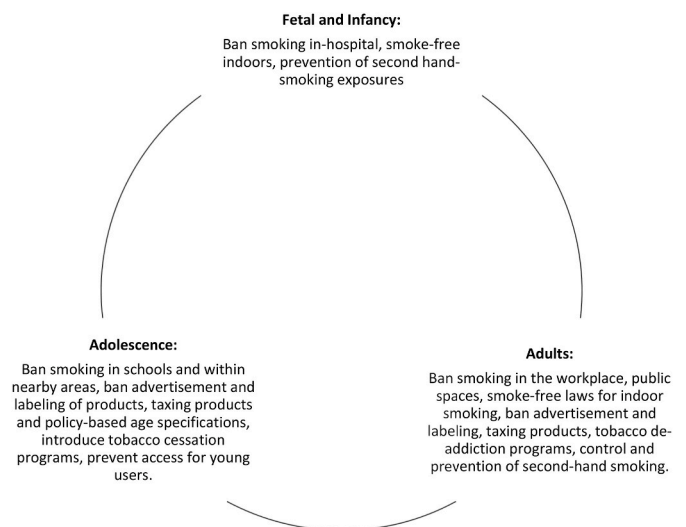 Fetal and Infancy:
Ban smoking in-hospital, smoke-free
indoors, prevention of second hand-
smoking exposures
Adolescence:
Ban smoking in schools and within
nearby areas, ban advertisement and
labeling of products, taxing products
and policy-based age specifications,
introduce tobacco cessation
programs, prevent access for young
users.
Adults:
Ban smoking in the workplace, public
spaces, smoke-free laws for indoor
smoking, ban advertisement and
labeling, taxing products, tobacco de-
addiction programs, control and
prevention of second-hand smoking.